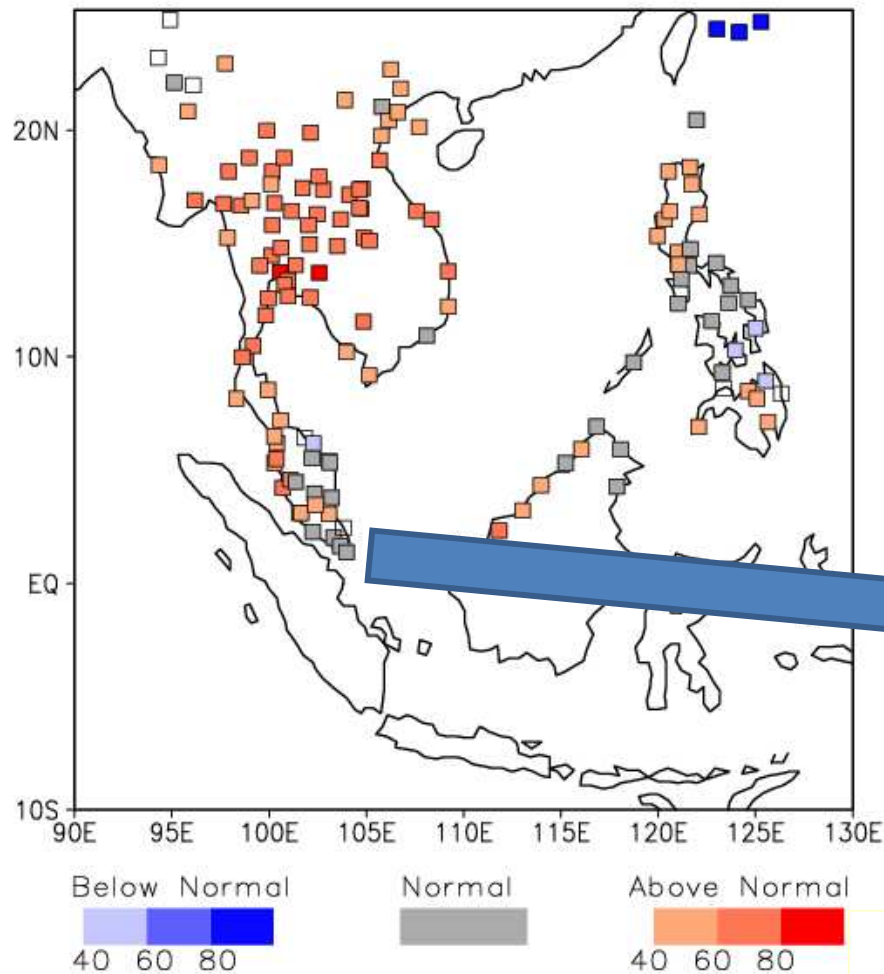 20N
10N
EQ
10S
90E 95E 100E 105E 110E 115E 120E 125E 130E
Below Normal Normal Above Normal
40 60 80 40 60 80